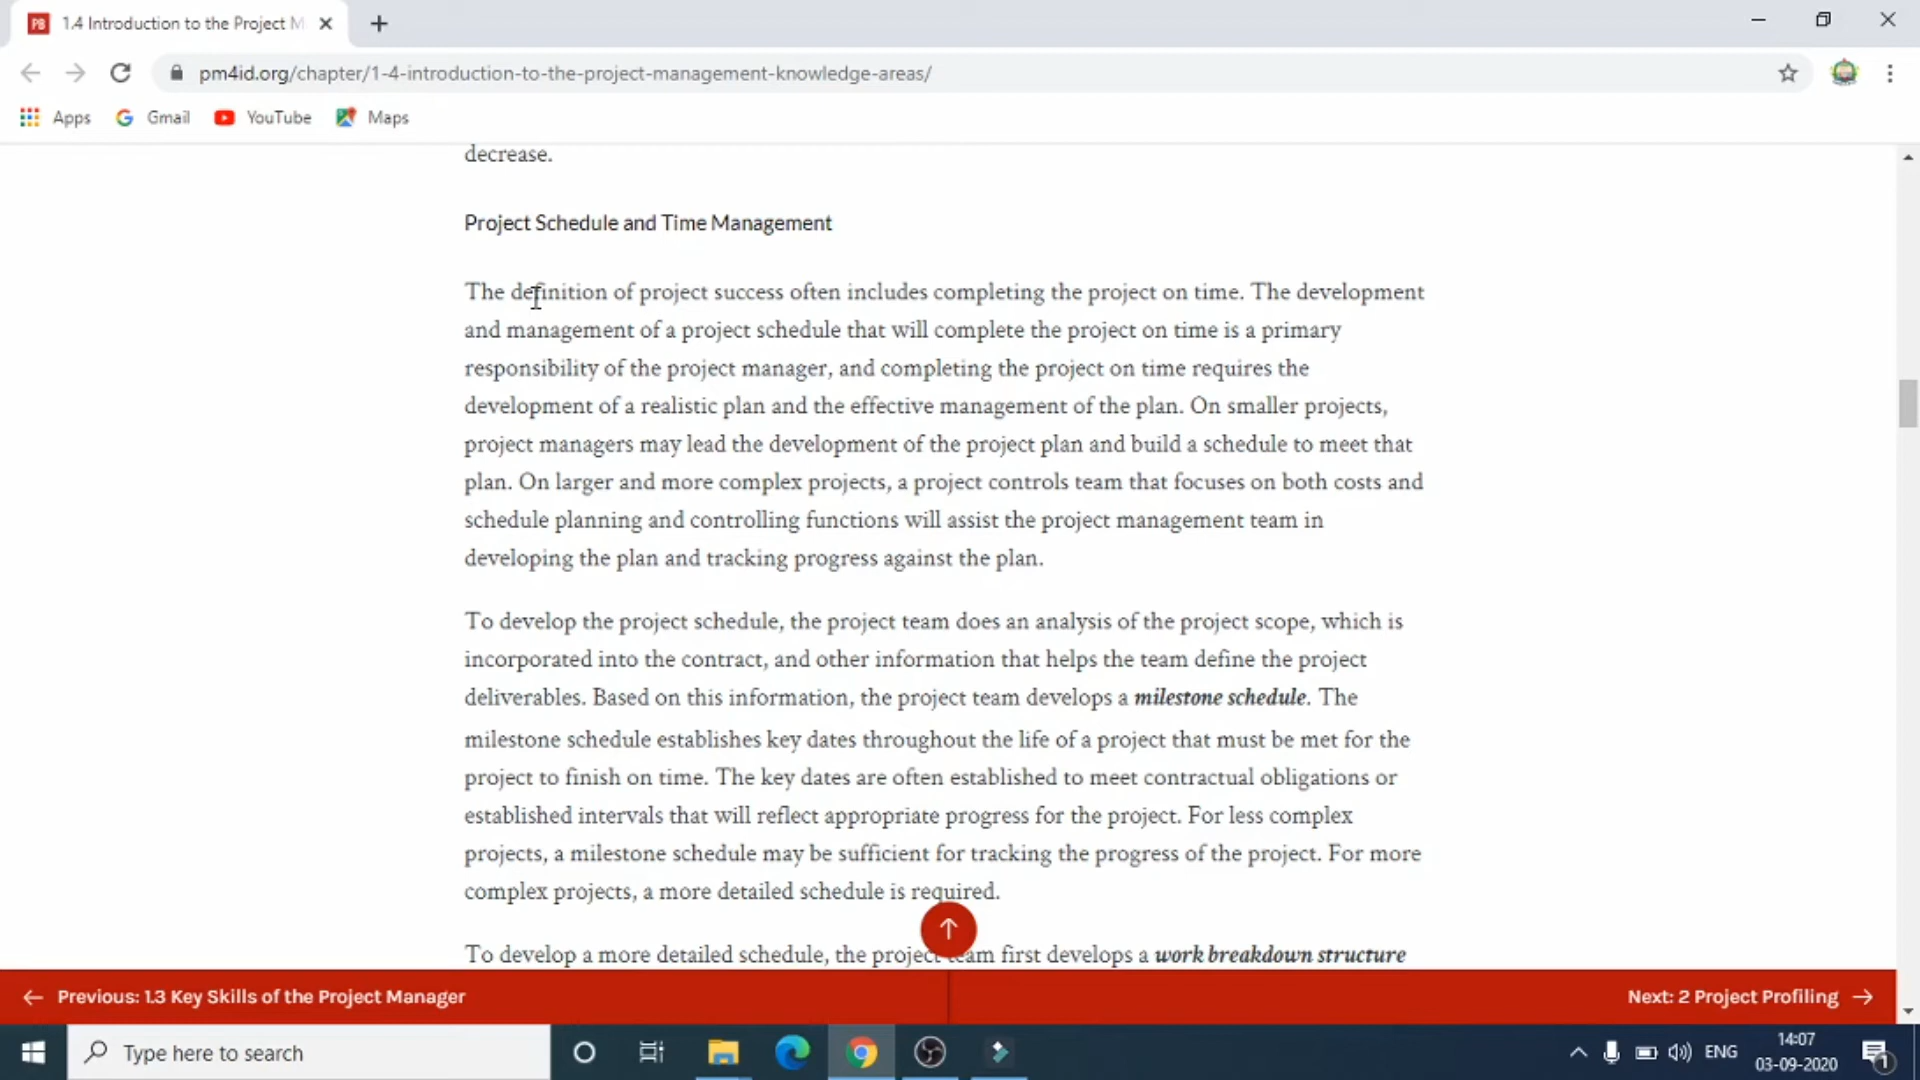 PB 1.4 Introduction to the Project M
pm4id.org/chapter/1-4-introduction-to-the-project-management-knowledge-areas/
Apps Gmail YouTube Maps
decrease.
Project Schedule and Time Management
The definition of project success often includes completing the project on time. The development
and management of a project schedule that will complete the project on time is a primary
responsibility of the project manager, and completing the project on time requires the
development of a realistic plan and the effective management of the plan. On smaller projects,
project managers may lead the development of the project plan and build a schedule to meet that
plan. On larger and more complex projects, a project controls team that focuses on both costs and
schedule planning and controlling functions will assist the project management team in
developing the plan and tracking progress against the plan.
To develop the project schedule, the project team does an analysis of the project scope, which is
incorporated into the contract, and other information that helps the team define the project
deliverables. Based on this information, the project team develops a milestone schedule. The
milestone schedule establishes key dates throughout the life of a project that must be met for the
project to finish on time. The key dates are often established to meet contractual obligations or
established intervals that will reflect appropriate progress for the project. For less complex
projects, a milestone schedule may be sufficient for tracking the progress of the project. For more
complex projects, a more detailed schedule is required.
To develop a more detailed schedule, the project team first develops a work breakdown structure
Previous: 1.3 Key Skills of the Project Manager
Next: 2 Project Profiling
Type here to search
ENG
14:07
03-09-2020
1